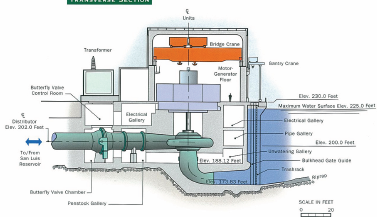 TRANSVERSE SECTION
℄
Units
Transformer
Bridge Crane
Gantry Crane
Motor-
Generator
Floor
Butterfly Valve
Control Room
℄
Distributor
Elev. 202.0 Feet
Electrical
Gallery
Elev. 230.0 Feet
Maximum Water Surface Elev. 225.0 Feet
Electrical Gallery
Pipe Gallery
Elev. 200.0 Feet
To/From
San Luis
Reservoir
Unwatering Gallery
Elev. 188.12 Feet
Bulkhead Gate Guide
Trashrack
Riprap
Butterfly Valve Chamber
Penstock Gallery
SCALE IN FEET
0 20